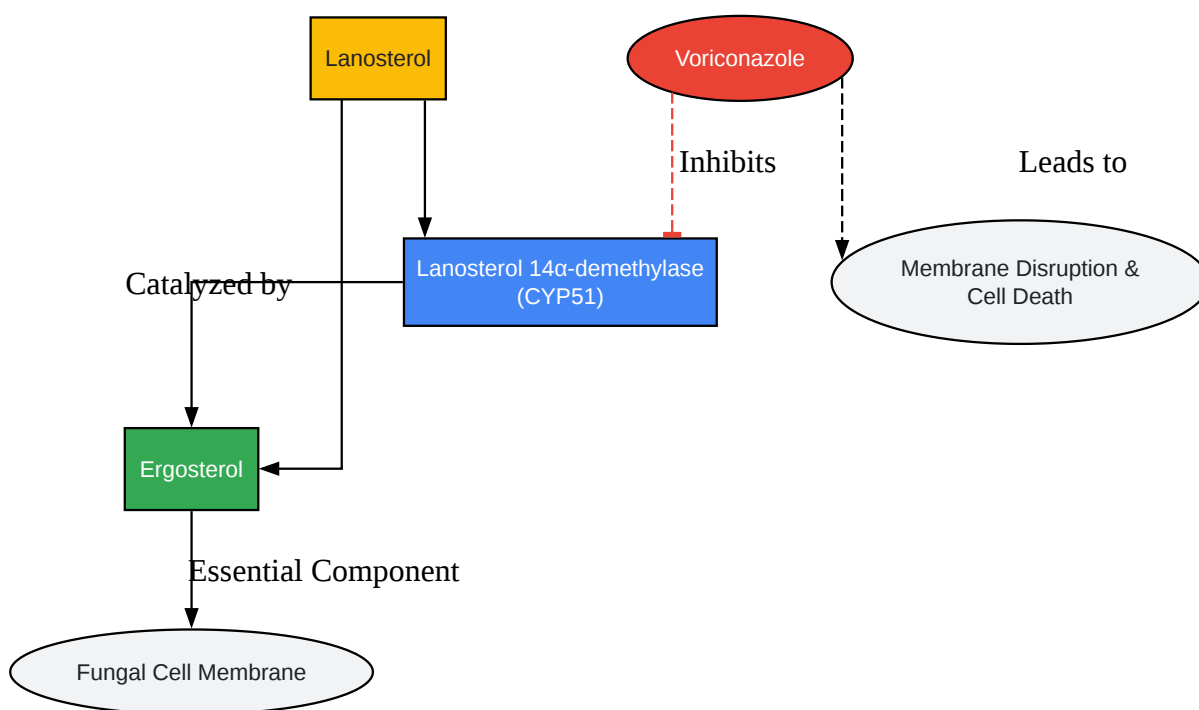 Lanosterol
Voriconazole
Inhibits
Leads to
Lanosterol 14α-demethylase
(CYP51)
Membrane Disruption &
Cell Death
Catalyzed by
Ergosterol
Essential Component
Fungal Cell Membrane